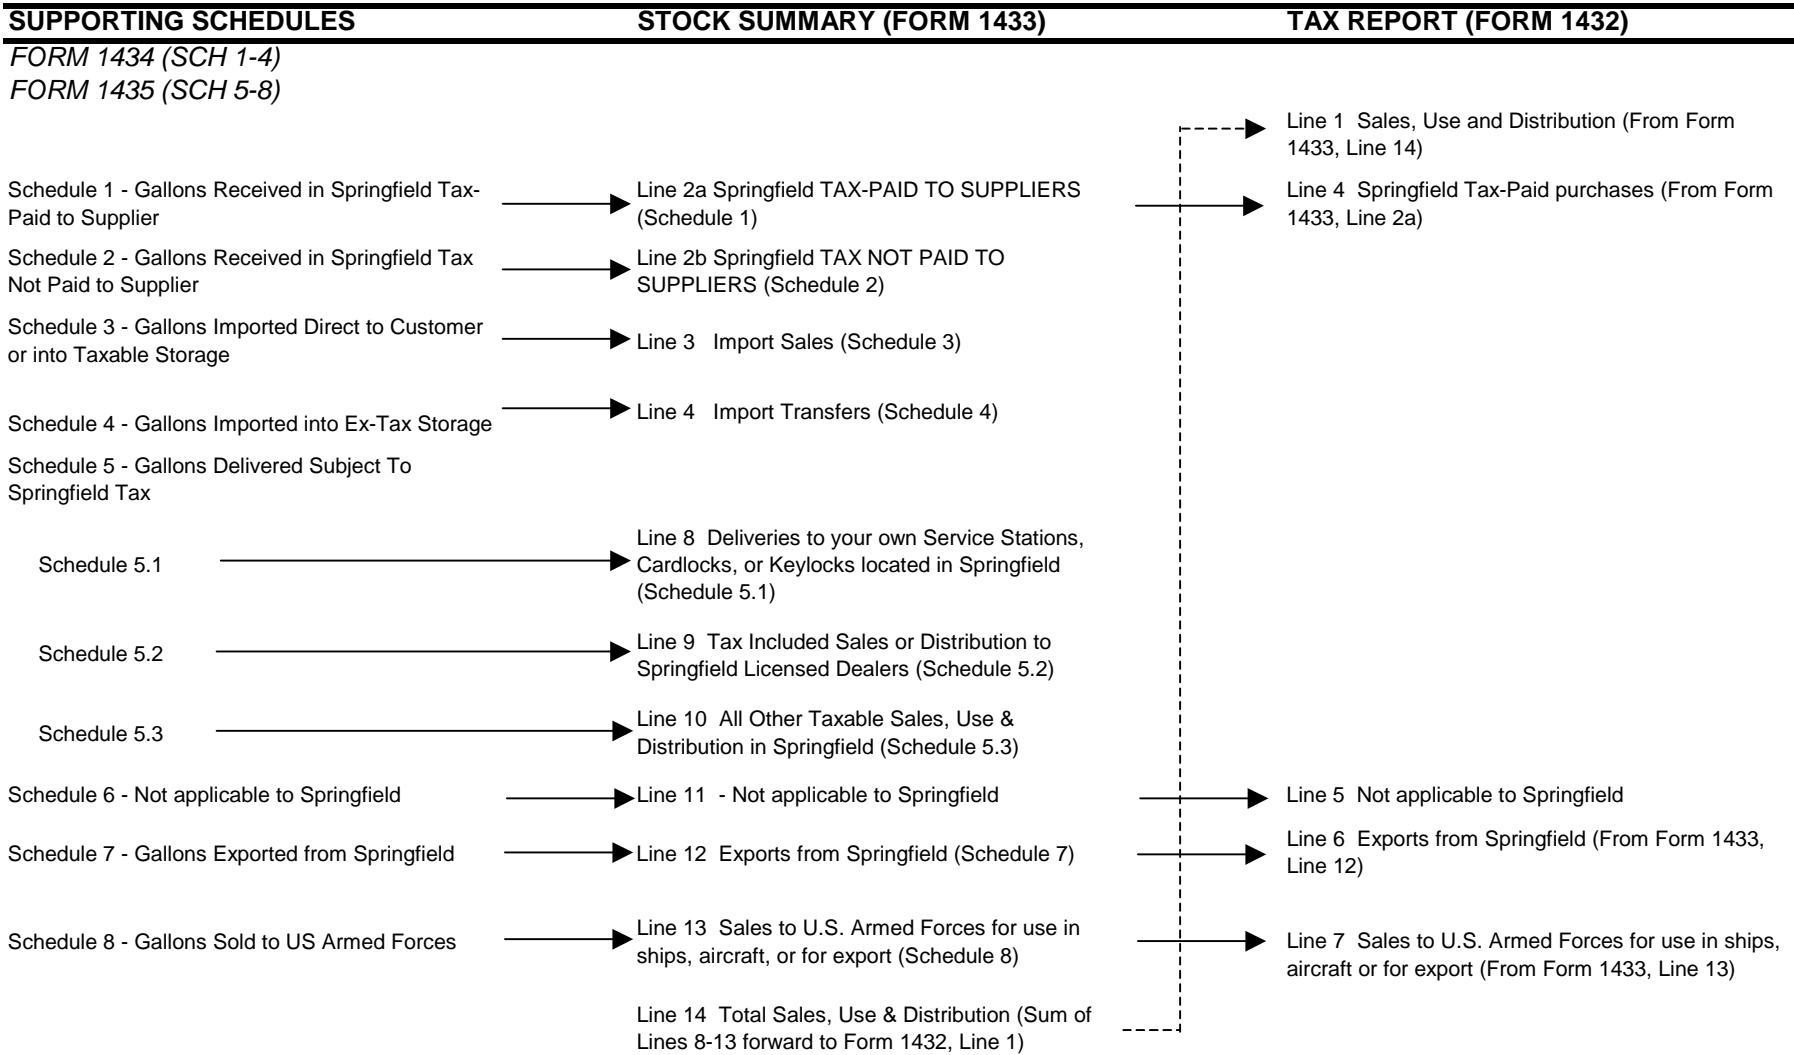 SUPPORTING SCHEDULES STOCK SUMMARY (FORM 1433) TAX REPORT (FORM 1432)
FORM 1434 (SCH 1-4)
FORM 1435 (SCH 5-8)
Line 1 Sales, Use and Distribution (From Form
1433, Line 14)
Schedule 1 - Gallons Received in Springfield Tax-
Paid to Supplier
Line 2a Springfield TAX-PAID TO SUPPLIERS
(Schedule 1)
Line 4 Springfield Tax-Paid purchases (From Form
1433, Line 2a)
Schedule 2 - Gallons Received in Springfield Tax
Not Paid to Supplier
Line 2b Springfield TAX NOT PAID TO
SUPPLIERS (Schedule 2)
Schedule 3 - Gallons Imported Direct to Customer
or into Taxable Storage
Line 3 Import Sales (Schedule 3)
Schedule 4 - Gallons Imported into Ex-Tax Storage
Line 4 Import Transfers (Schedule 4)
Schedule 5 - Gallons Delivered Subject To
Springfield Tax
Schedule 5.1
Line 8 Deliveries to your own Service Stations,
Cardlocks, or Keylocks located in Springfield
(Schedule 5.1)
Schedule 5.2
Line 9 Tax Included Sales or Distribution to
Springfield Licensed Dealers (Schedule 5.2)
Schedule 5.3
Line 10 All Other Taxable Sales, Use &
Distribution in Springfield (Schedule 5.3)
Schedule 6 - Not applicable to Springfield
Line 11 - Not applicable to Springfield
Line 5 Not applicable to Springfield
Schedule 7 - Gallons Exported from Springfield
Line 12 Exports from Springfield (Schedule 7)
Line 6 Exports from Springfield (From Form 1433,
Line 12)
Schedule 8 - Gallons Sold to US Armed Forces
Line 13 Sales to U.S. Armed Forces for use in
ships, aircraft, or for export (Schedule 8)
Line 7 Sales to U.S. Armed Forces for use in ships,
aircraft or for export (From Form 1433, Line 13)
Line 14 Total Sales, Use & Distribution (Sum of
Lines 8-13 forward to Form 1432, Line 1)